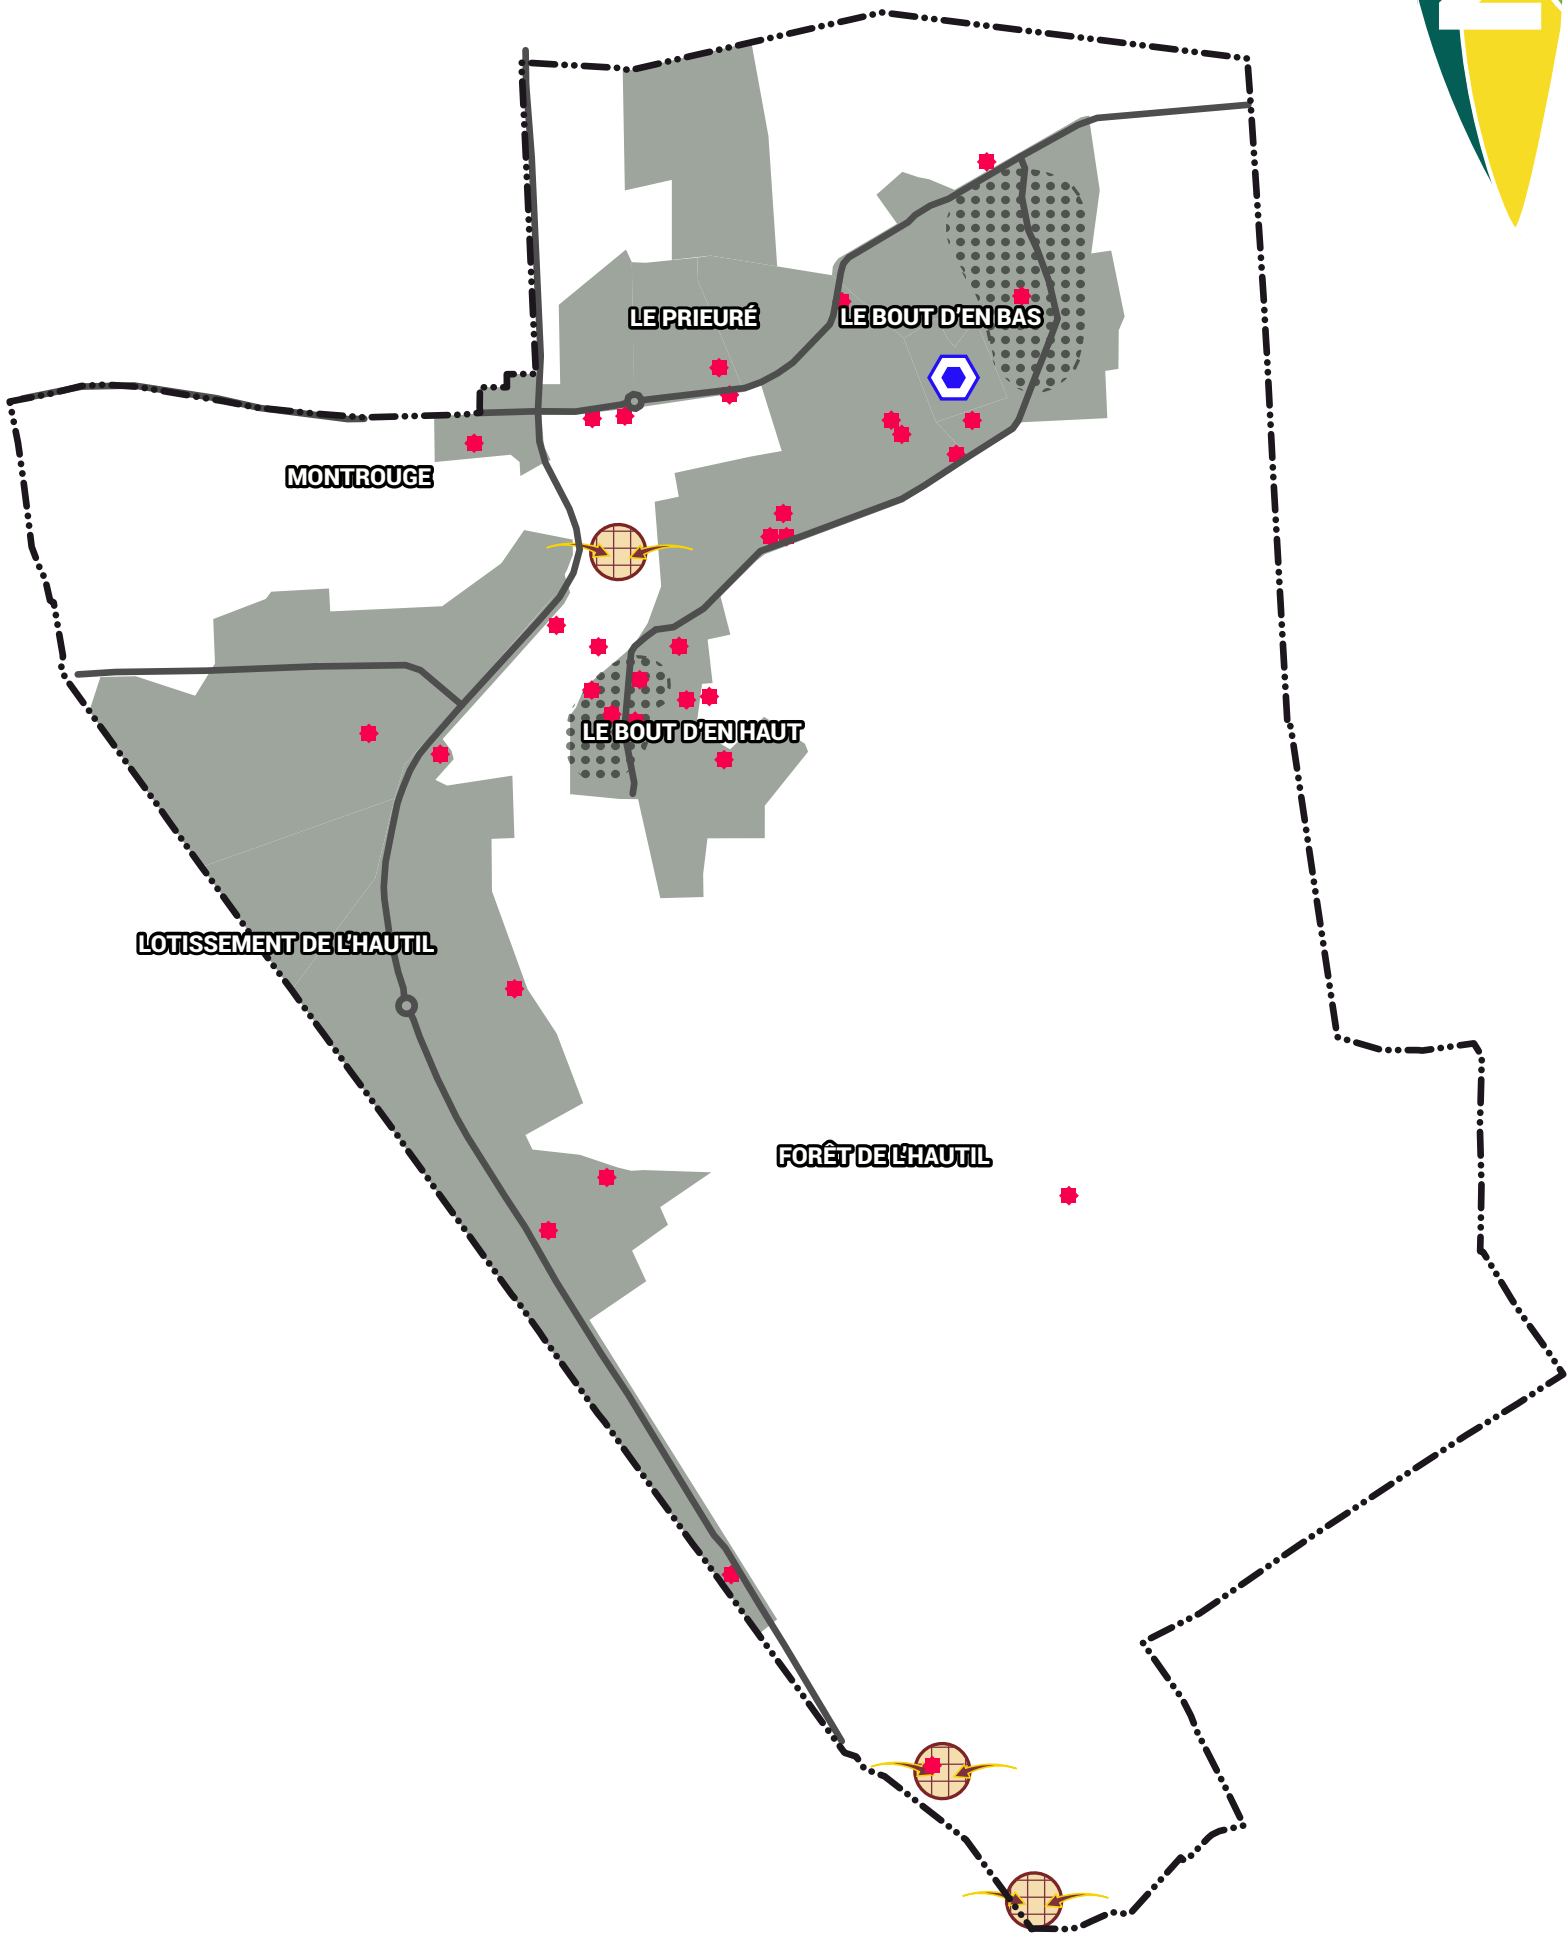 LE PRIEURÉ
LE BOUT D'EN BAS
MONTROUGE
LE BOUT D'EN HAUT
LOTISSEMENT DE L'HAUTIL
FORÊT DE L'HAUTIL